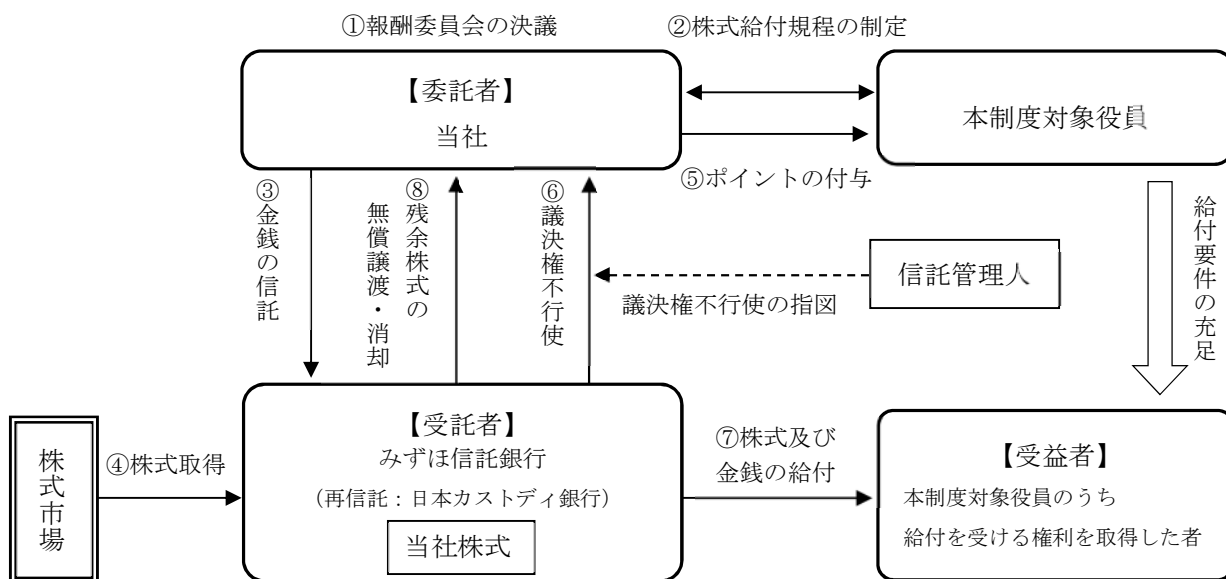 ①報酬委員会の決議
②株式給付規程の制定
【委託者】
当社
本制度対象役員
⑤ポイントの付与
③金銭の信託
⑧残余株式の
無償譲渡・消却
⑥議決権不行使
信託管理人
議決権不行使の指図
給付要件の充足
株式市場
④株式取得
【受託者】
みずほ信託銀行
(再信託:日本カストディ銀行)
当社株式
⑦株式及び
金銭の給付
【受益者】
本制度対象役員のうち
給付を受ける権利を取得した者